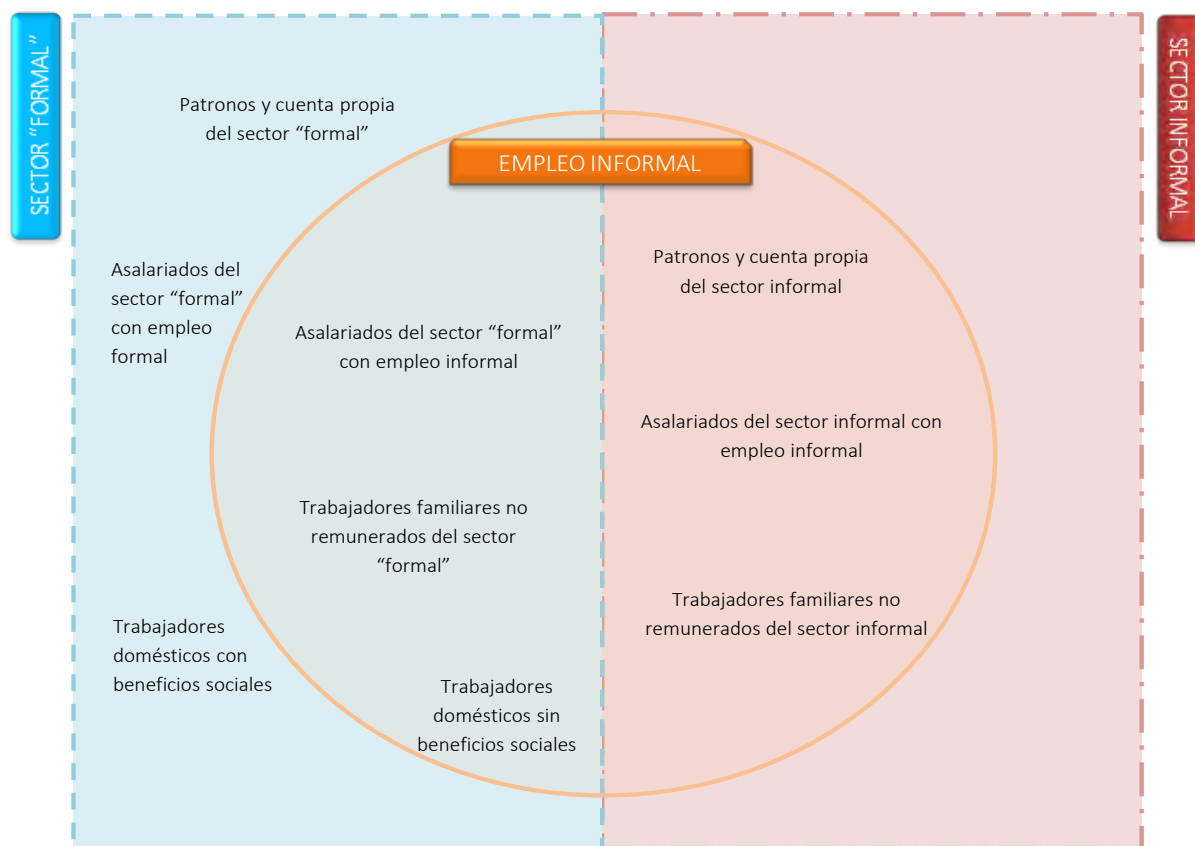 SECTOR “FORMAL”
SECTOR INFORMAL
Patronos y cuenta propia
del sector “formal”
EMPLEO INFORMAL
Asalariados del
sector “formal”
con empleo
formal
Patronos y cuenta propia
del sector informal
Asalariados del sector “formal”
con empleo informal
Asalariados del sector informal con
empleo informal
Trabajadores familiares no
remunerados del sector
“formal”
Trabajadores familiares no
remunerados del sector informal
Trabajadores
domésticos con
beneficios sociales
Trabajadores
domésticos sin
beneficios sociales